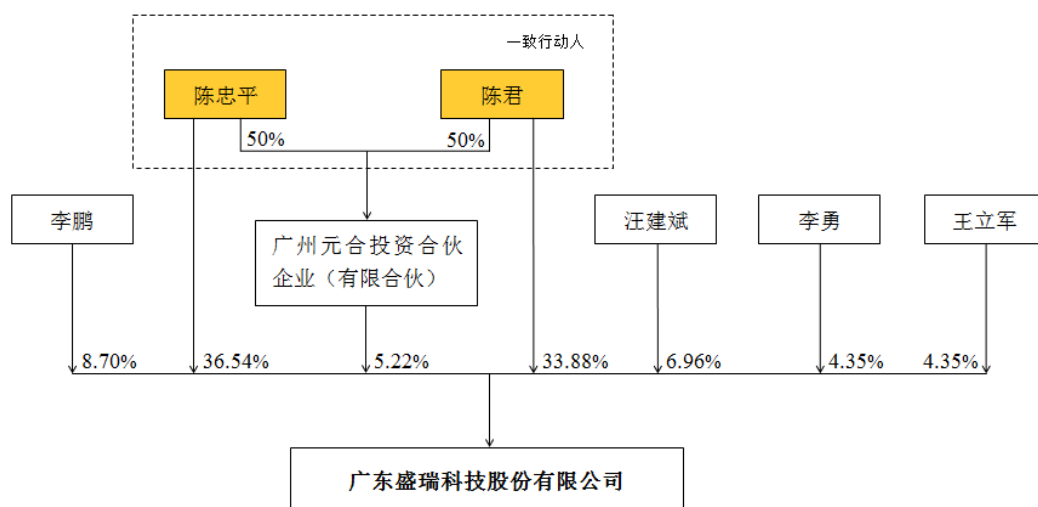 一致行动人
陈忠平
陈君
50%
50%
李鹏
广州元合投资合伙
企业（有限合伙）
汪建斌
李勇
王立军
8.70%
36.54%
5.22%
33.88%
6.96%
4.35%
4.35%
广东盛瑞科技股份有限公司